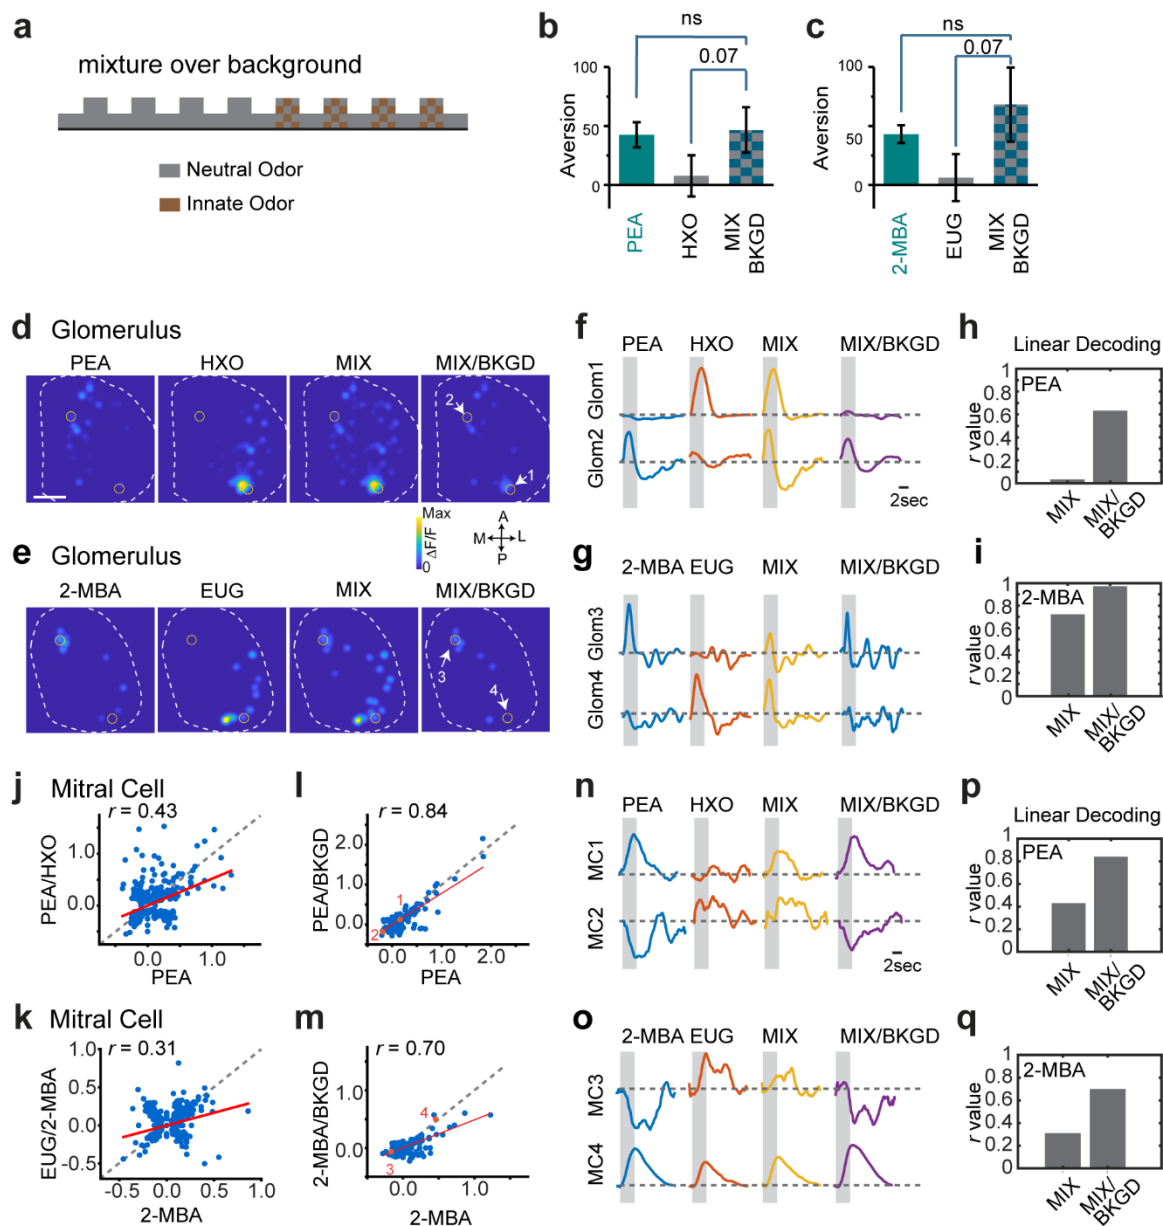 a
mixture over background
Neutral Odor
Innate Odor
b
ns
0.07
Aversion
100
50
0
PEA
HXO
MIX
BKGD
c
ns
0.07
Aversion
100
50
0
2-MBA
EUG
MIX
BKGD
d Glomerulus
PEA HXO MIX MIX/BKGD
2
1
Max
ΔF/F
0
A
M L
P
e Glomerulus
2-MBA EUG MIX MIX/BKGD
3
4
f
PEA HXO MIX MIX/BKGD
Glom1
Glom2
2sec
g
2-MBA EUG MIX MIX/BKGD
Glom3
Glom4
h
Linear Decoding
PEA
r value
1
0.8
0.6
0.4
0.2
0
MIX
MIX/
BKGD
i
2-MBA
r value
1
0.8
0.6
0.4
0.2
0
MIX
MIX/
BKGD
j Mitral Cell
r = 0.43
PEA/HXO
1.0
0.0
0.0 1.0
PEA
l
r = 0.84
PEA/BKGD
2.0
1.0
0.0
1
2
0.0 1.0 2.0
PEA
k Mitral Cell
r = 0.31
EUG/2-MBA
1.0
0.5
0.0
-0.5
-0.5 0.0 0.5 1.0
2-MBA
m
r = 0.70
2-MBA/BKGD
1.0
0.0
4
3
0.0 1.0
2-MBA
n
PEA HXO MIX MIX/BKGD
MC1
MC2
2sec
o
2-MBA EUG MIX MIX/BKGD
MC3
MC4
p
Linear Decoding
PEA
r value
1
0.8
0.6
0.4
0.2
0
MIX
MIX/
BKGD
q
2-MBA
r value
1
0.8
0.6
0.4
0.2
0
MIX
MIX/
BKGD